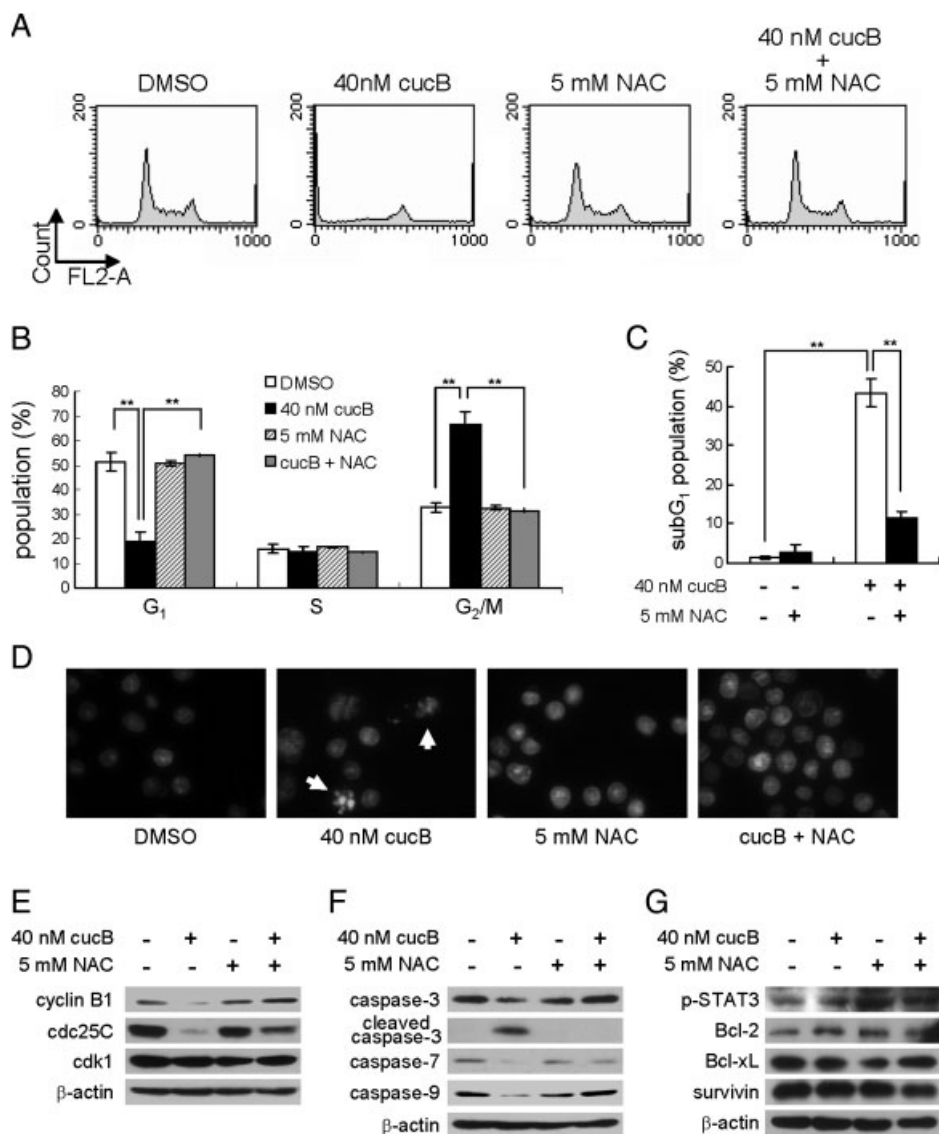 A
DMSO
40nM cucB
5 mM NAC
40 nM cucB
+
5 mM NAC
200
0
0
1000
200
0
0
1000
200
0
0
1000
200
0
0
1000
Count
FL2-A
B
population (%)
80
70
60
50
40
30
20
10
0
**
**
**
**
DMSO
40 nM cucB
5 mM NAC
cucB + NAC
G₁
S
G₂/M
C
subG₁ population (%)
50
40
30
20
10
0
**
**
40 nM cucB - - + +
5 mM NAC - + - +
D
DMSO
40 nM cucB
5 mM NAC
cucB + NAC
E
40 nM cucB - + - +
5 mM NAC - - + +
cyclin B1
cdc25C
cdk1
β-actin
F
40 nM cucB - + - +
5 mM NAC - - + +
caspase-3
cleaved
caspase-3
caspase-7
caspase-9
β-actin
G
40 nM cucB - + - +
5 mM NAC - - + +
p-STAT3
Bcl-2
Bcl-xL
survivin
β-actin